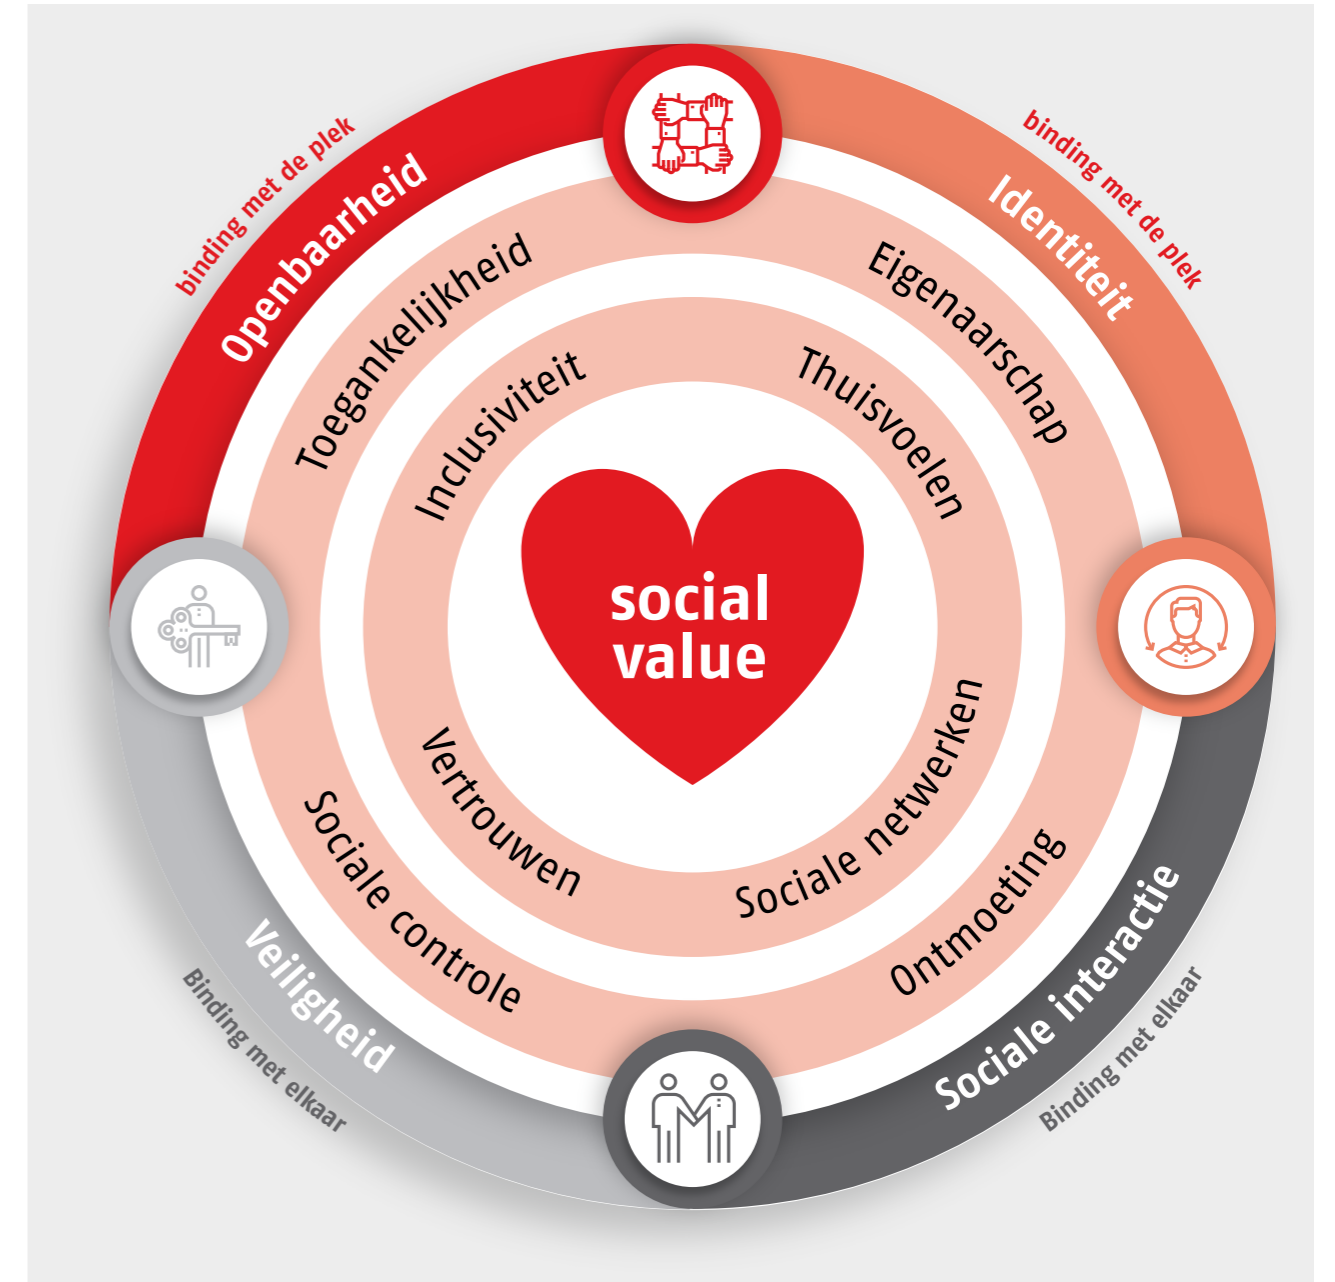 binding met de plek
Openbaarheid
binding met de plek
Identiteit
Toegankelijkheid
Eigenaarschap
Inclusiviteit
Thuisvoelen
social
value
Vertrouwen
Sociale netwerken
Sociale controle
Ontmoeting
Veiligheid
Sociale interactie
Binding met elkaar
Binding met elkaar